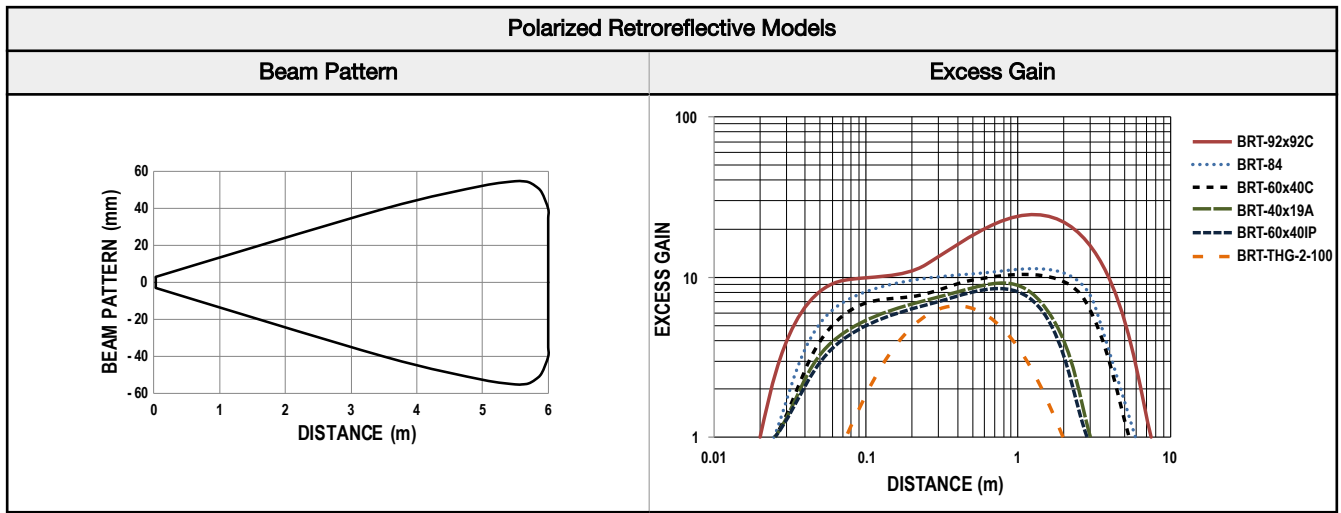 Polarized Retroreflective Models
Beam Pattern
Excess Gain
BEAM PATTERN (mm)
60
40
20
0
- 20
- 40
- 60
0 1 2 3 4 5 6
DISTANCE (m)
EXCESS GAIN
100
10
1
0.01 0.1 1 10
DISTANCE (m)
BRT-92x92C
BRT-84
BRT-60x40C
BRT-40x19A
BRT-60x40IP
BRT-THG-2-100